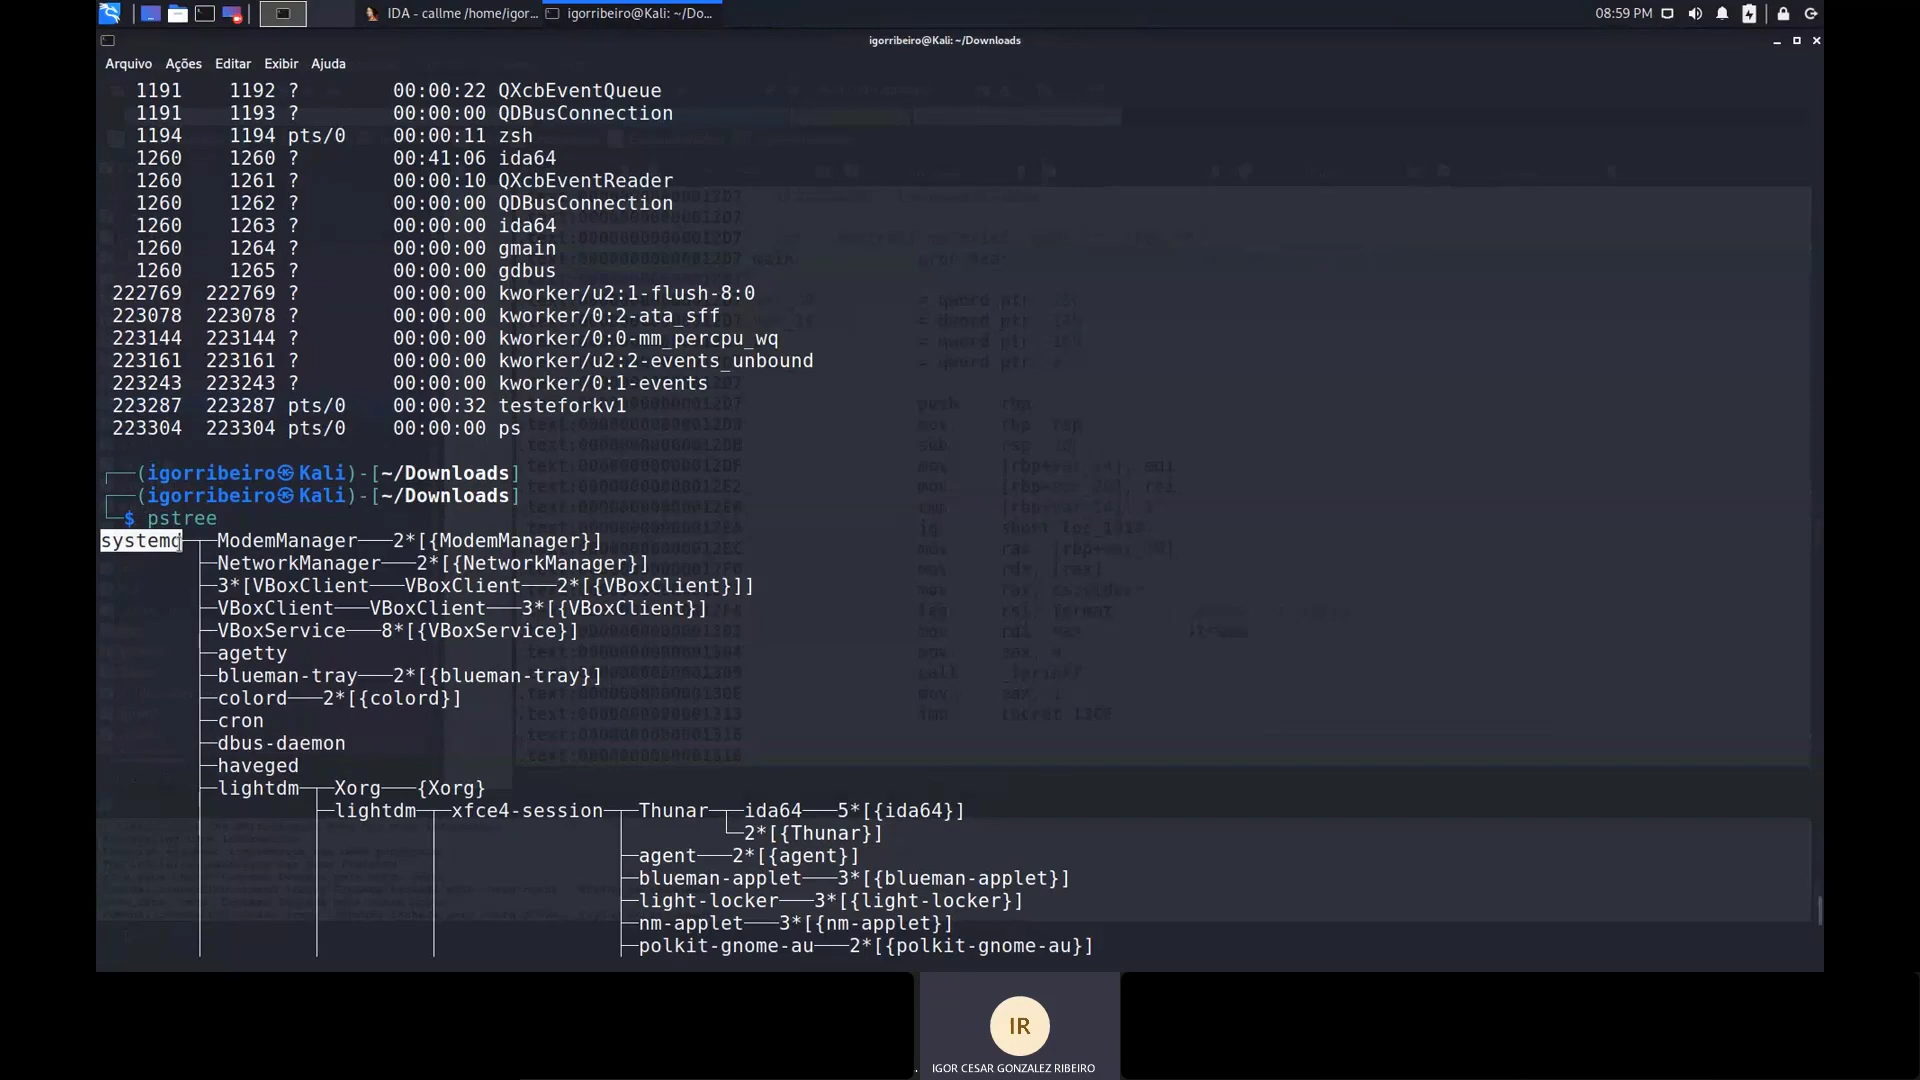 IDA - callme /home/igor...
igorribeiro@Kali: ~/Do...
08:59 PM
igorribeiro@Kali: ~/Downloads
Arquivo Ações Editar Exibir Ajuda
1191 1192 ? 00:00:22 QXcbEventQueue
1191 1193 ? 00:00:00 QDBusConnection
1194 1194 pts/0 00:00:11 zsh
1260 1260 ? 00:41:06 ida64
1260 1261 ? 00:00:10 QXcbEventReader
1260 1262 ? 00:00:00 QDBusConnection
1260 1263 ? 00:00:00 ida64
1260 1264 ? 00:00:00 gmain
1260 1265 ? 00:00:00 gdbus
222769 222769 ? 00:00:00 kworker/u2:1-flush-8:0
223078 223078 ? 00:00:00 kworker/0:2-ata_sff
223144 223144 ? 00:00:00 kworker/0:0-mm_percpu_wq
223161 223161 ? 00:00:00 kworker/u2:2-events_unbound
223243 223243 ? 00:00:00 kworker/0:1-events
223287 223287 pts/0 00:00:32 testeforkv1
223304 223304 pts/0 00:00:00 ps
┌──(igorribeiro㉿Kali)-[~/Downloads]
┌──(igorribeiro㉿Kali)-[~/Downloads]
└─$ pstree
systemd─┬─ModemManager───2*[{ModemManager}]
├─NetworkManager───2*[{NetworkManager}]
├─3*[VBoxClient───VBoxClient───2*[{VBoxClient}]]
├─VBoxClient───VBoxClient───3*[{VBoxClient}]
├─VBoxService───8*[{VBoxService}]
├─agetty
├─blueman-tray───2*[{blueman-tray}]
├─colord───2*[{colord}]
├─cron
├─dbus-daemon
├─haveged
├─lightdm─┬─Xorg───{Xorg}
│ ├─lightdm─┬─xfce4-session─┬─Thunar─┬─ida64───5*[{ida64}]
│ │ │ │ └─2*[{Thunar}]
│ │ │ ├─agent───2*[{agent}]
│ │ │ ├─blueman-applet───3*[{blueman-applet}]
│ │ │ ├─light-locker───3*[{light-locker}]
│ │ │ ├─nm-applet───3*[{nm-applet}]
│ │ │ ├─polkit-gnome-au───2*[{polkit-gnome-au}]
IR
IGOR CESAR GONZALEZ RIBEIRO